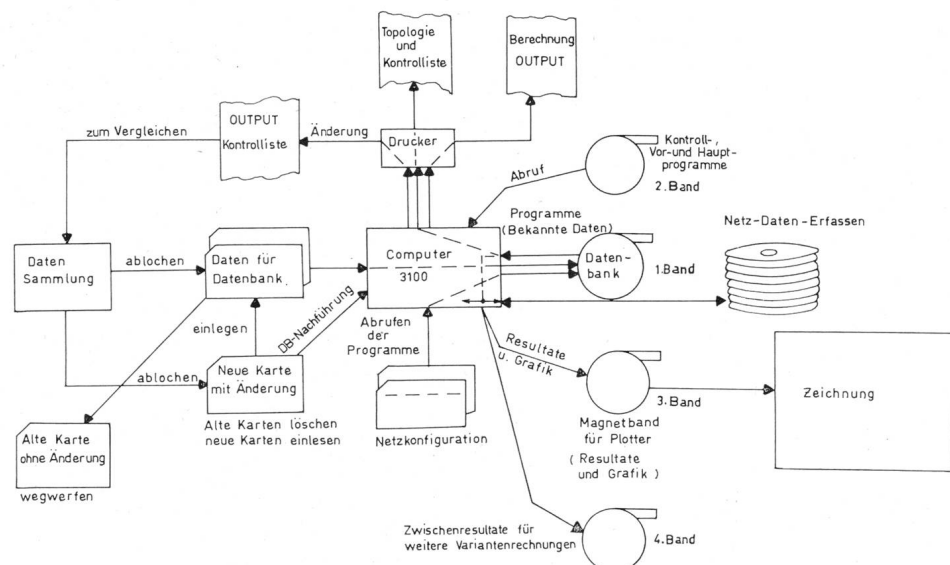 Topologie
und
Kontrolliste
Berechnung
OUTPUT
OUTPUT
Kontrolliste
zum Vergleichen
Änderung
Drucker
Kontroll-,
Vor-und Haupt-
programme
2.Band
Abruf
Programme
(Bekannte Daten)
Netz-Daten-Erfassen
Daten
Sammlung
ablochen
Daten für
Datenbank.
Computer
3100
Daten-
bank
1.Band
einlegen
DB-Nachführung
Abrufen
der
Programme
Resultate
u. Grafik
ablochen
Neue Karte
mit Änderung
Alte Karten löschen
neue Karten einlesen
Netzkonfiguration
3.Band
Magnetband
für Plotter
(Resultate
und Grafik)
Zeichnung
Alte Karte
ohne Änderung
wegwerfen
Zwischenresultate für
weitere Variantenrechnungen
4.Band